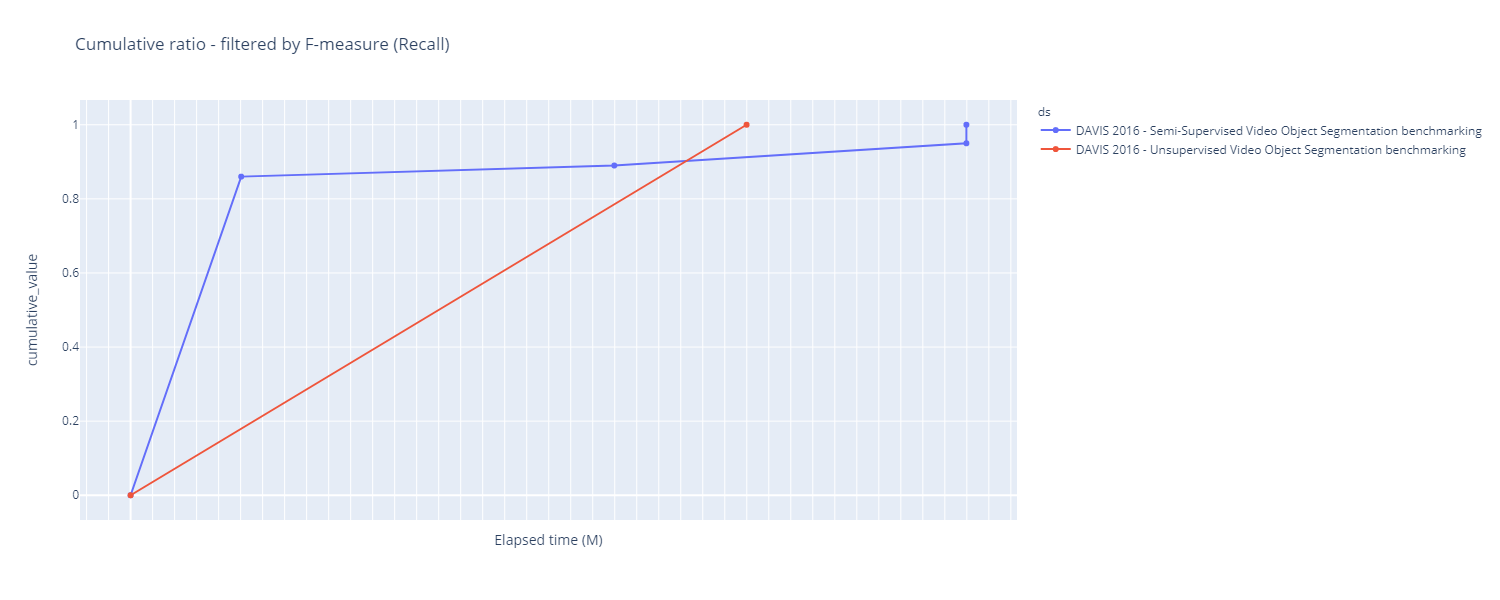 Cumulative ratio - filtered by F-measure (Recall)
ds
DAVIS 2016 - Semi-Supervised Video Object Segmentation benchmarking
DAVIS 2016 - Unsupervised Video Object Segmentation benchmarking
1
0.8
0.6
0.4
0.2
0
cumulative_value
Elapsed time (M)